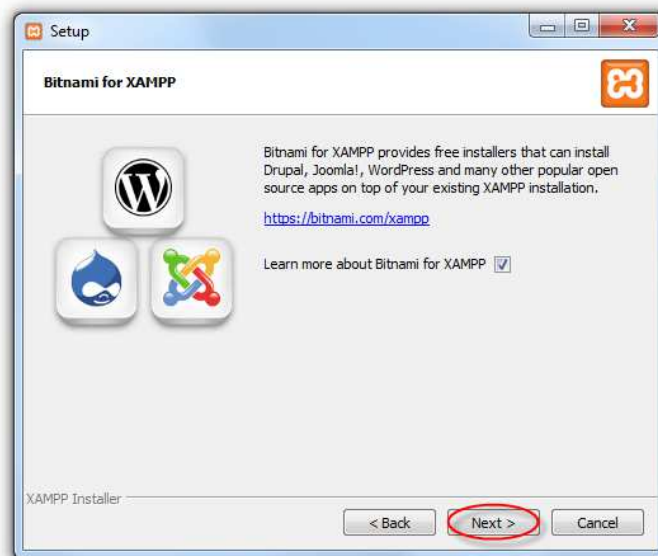 Setup
Bitnami for XAMPP
Bitnami for XAMPP provides free installers that can install
Drupal, Joomla!, WordPress and many other popular open
source apps on top of your existing XAMPP installation.
https://bitnami.com/xampp
Learn more about Bitnami for XAMPP
XAMPP Installer
< Back
Next >
Cancel